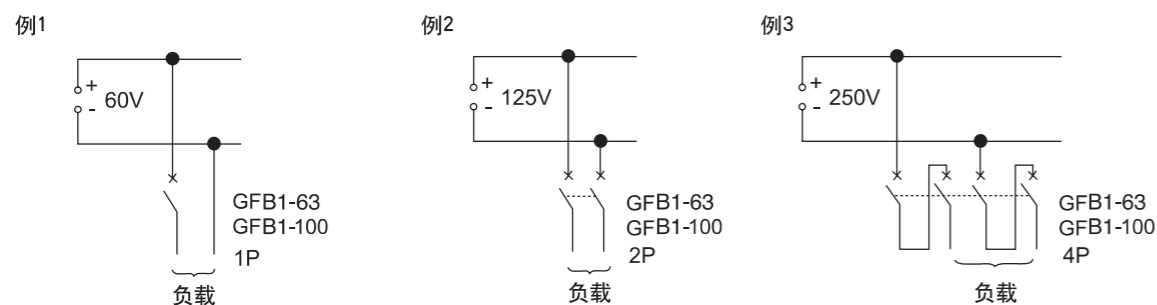 例1
+
-
60V
GFB1-63
GFB1-100
1P
负载
例2
+
-
125V
GFB1-63
GFB1-100
2P
负载
例3
+
-
250V
GFB1-63
GFB1-100
4P
负载